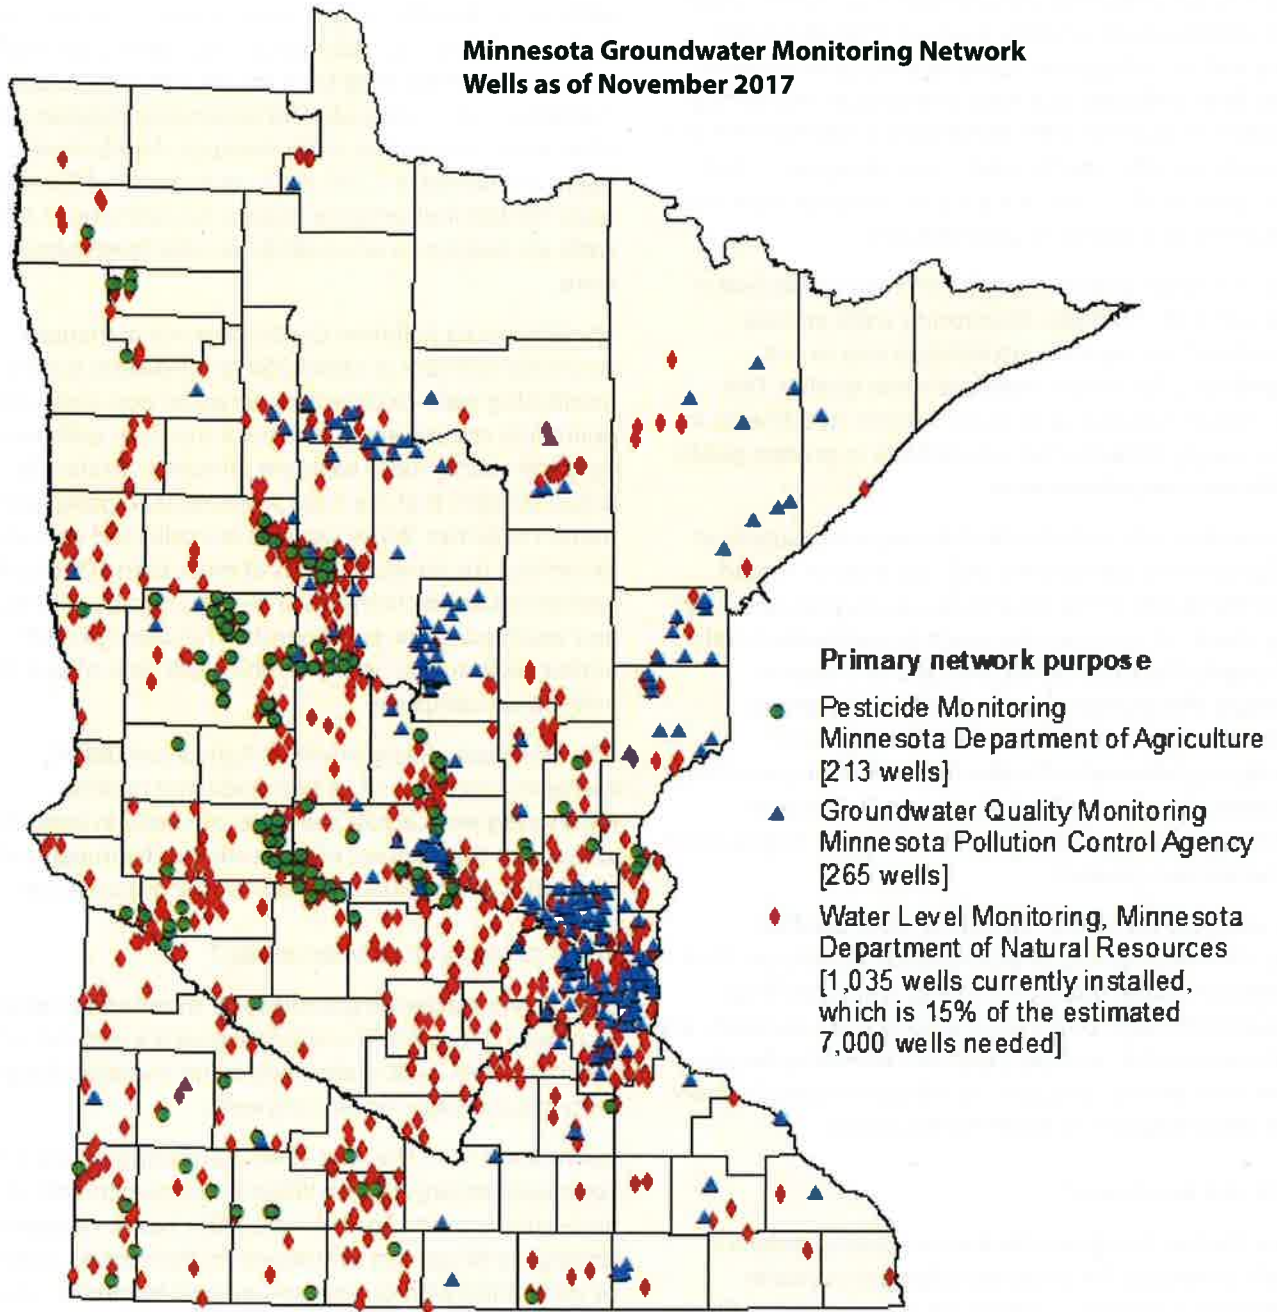 Minnesota Groundwater Monitoring Network
Wells as of November 2017
Primary network purpose
Pesticide Monitoring
Minnesota Department of Agriculture
[213 wells]
Groundwater Quality Monitoring
Minnesota Pollution Control Agency
[265 wells]
Water Level Monitoring, Minnesota
Department of Natural Resources
[1,035 wells currently installed,
which is 15% of the estimated
7,000 wells needed]